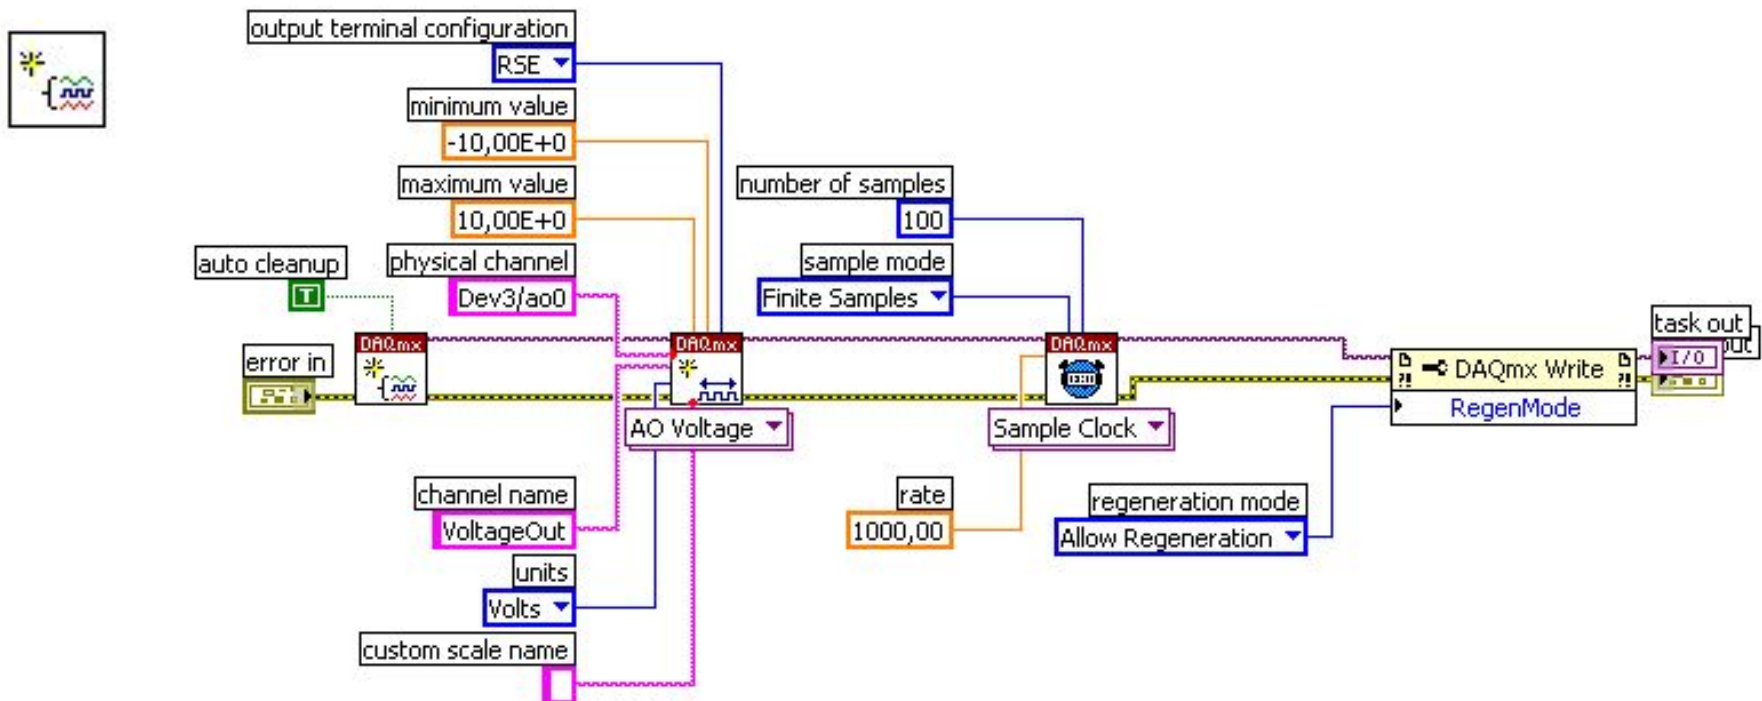 output terminal configuration
RSE
minimum value
-10,00E+0
maximum value
10,00E+0
number of samples
100
auto cleanup
T
physical channel
Dev3/ao0
sample mode
Finite Samples
error in
DAQmx
DAQmx
DAQmx
task out
out
I/O
DAQmx Write
RegenMode
AO Voltage
Sample Clock
channel name
VoltageOut
rate
1000,00
regeneration mode
Allow Regeneration
units
Volts
custom scale name